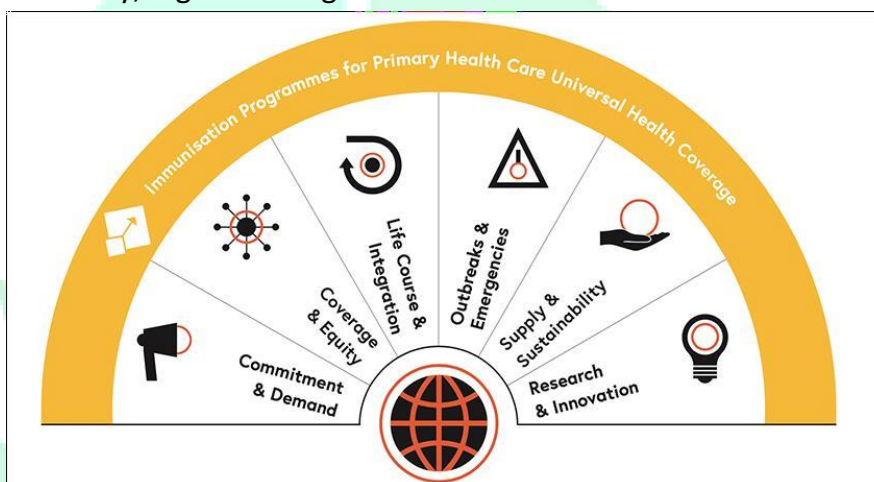 Immunisation Programmes for Primary Health Care Universal Health Coverage
Commitment
& Demand
Coverage
& Equity
Life Course &
Integration
Outbreaks &
Emergencies
Supply &
Sustainability
Research
& Innovation